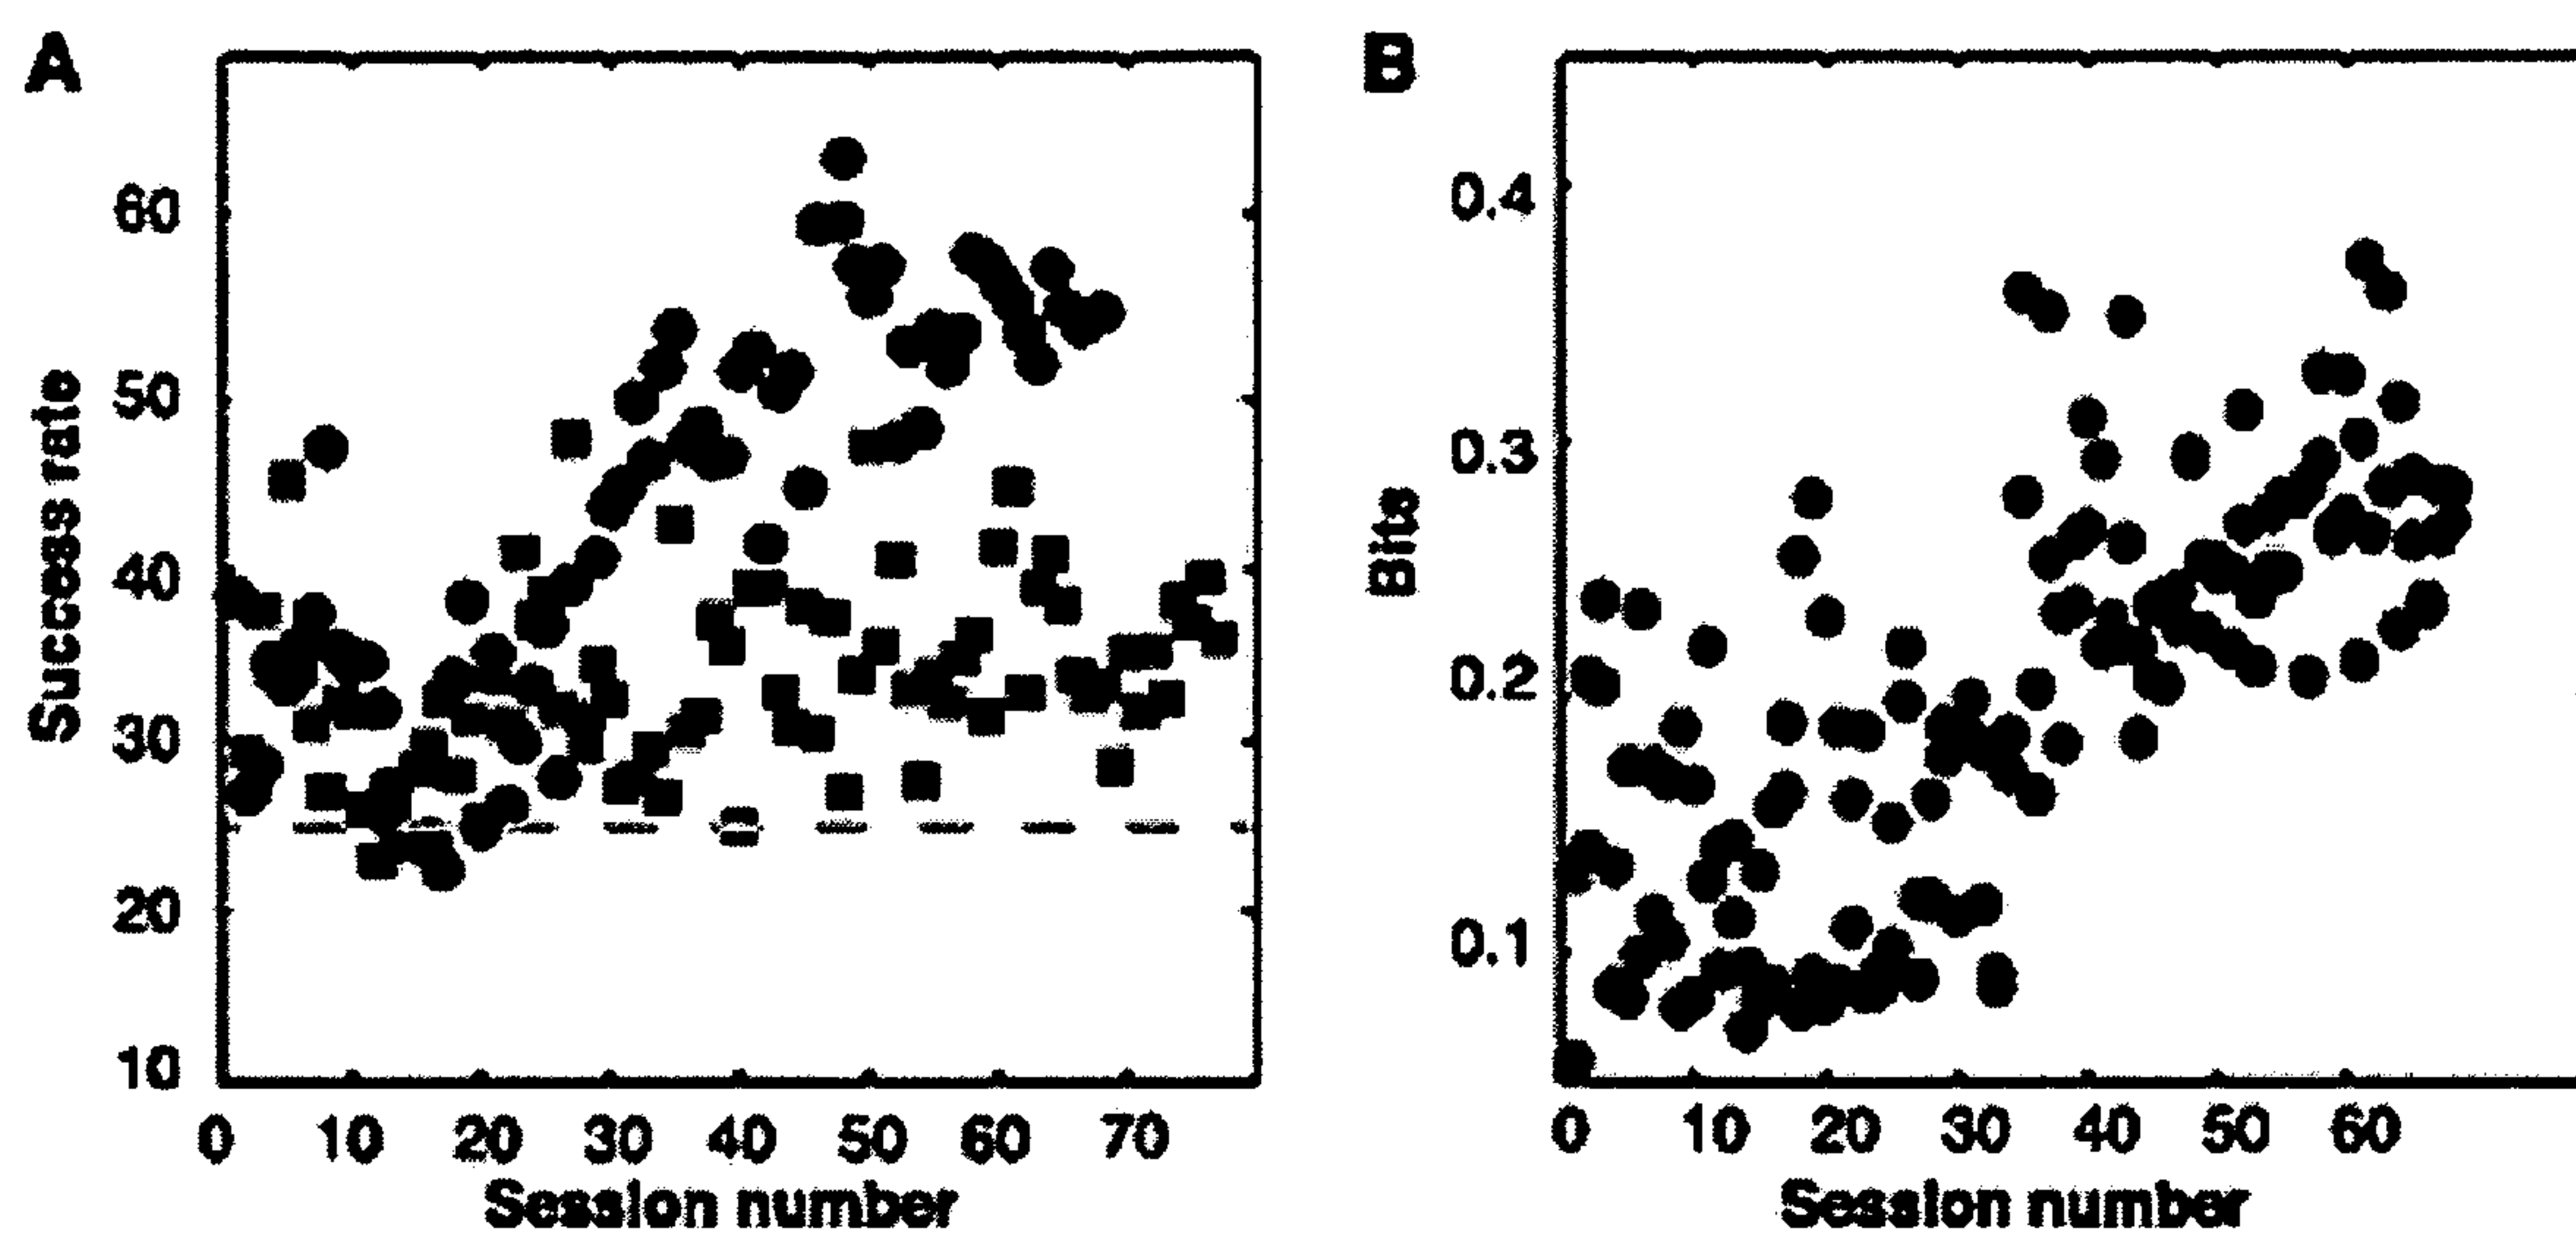 A
60
50
40
30
20
10
Success rate
0 10 20 30 40 50 60 70
Session number
B
0.4
0.3
0.2
0.1
Bits
0 10 20 30 40 50 60
Session number